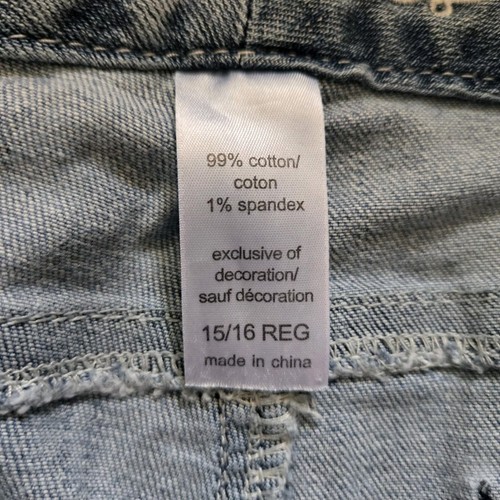 99% cotton/
coton
1% spandex
exclusive of
decoration/
sauf décoration
15/16 REG
made in china